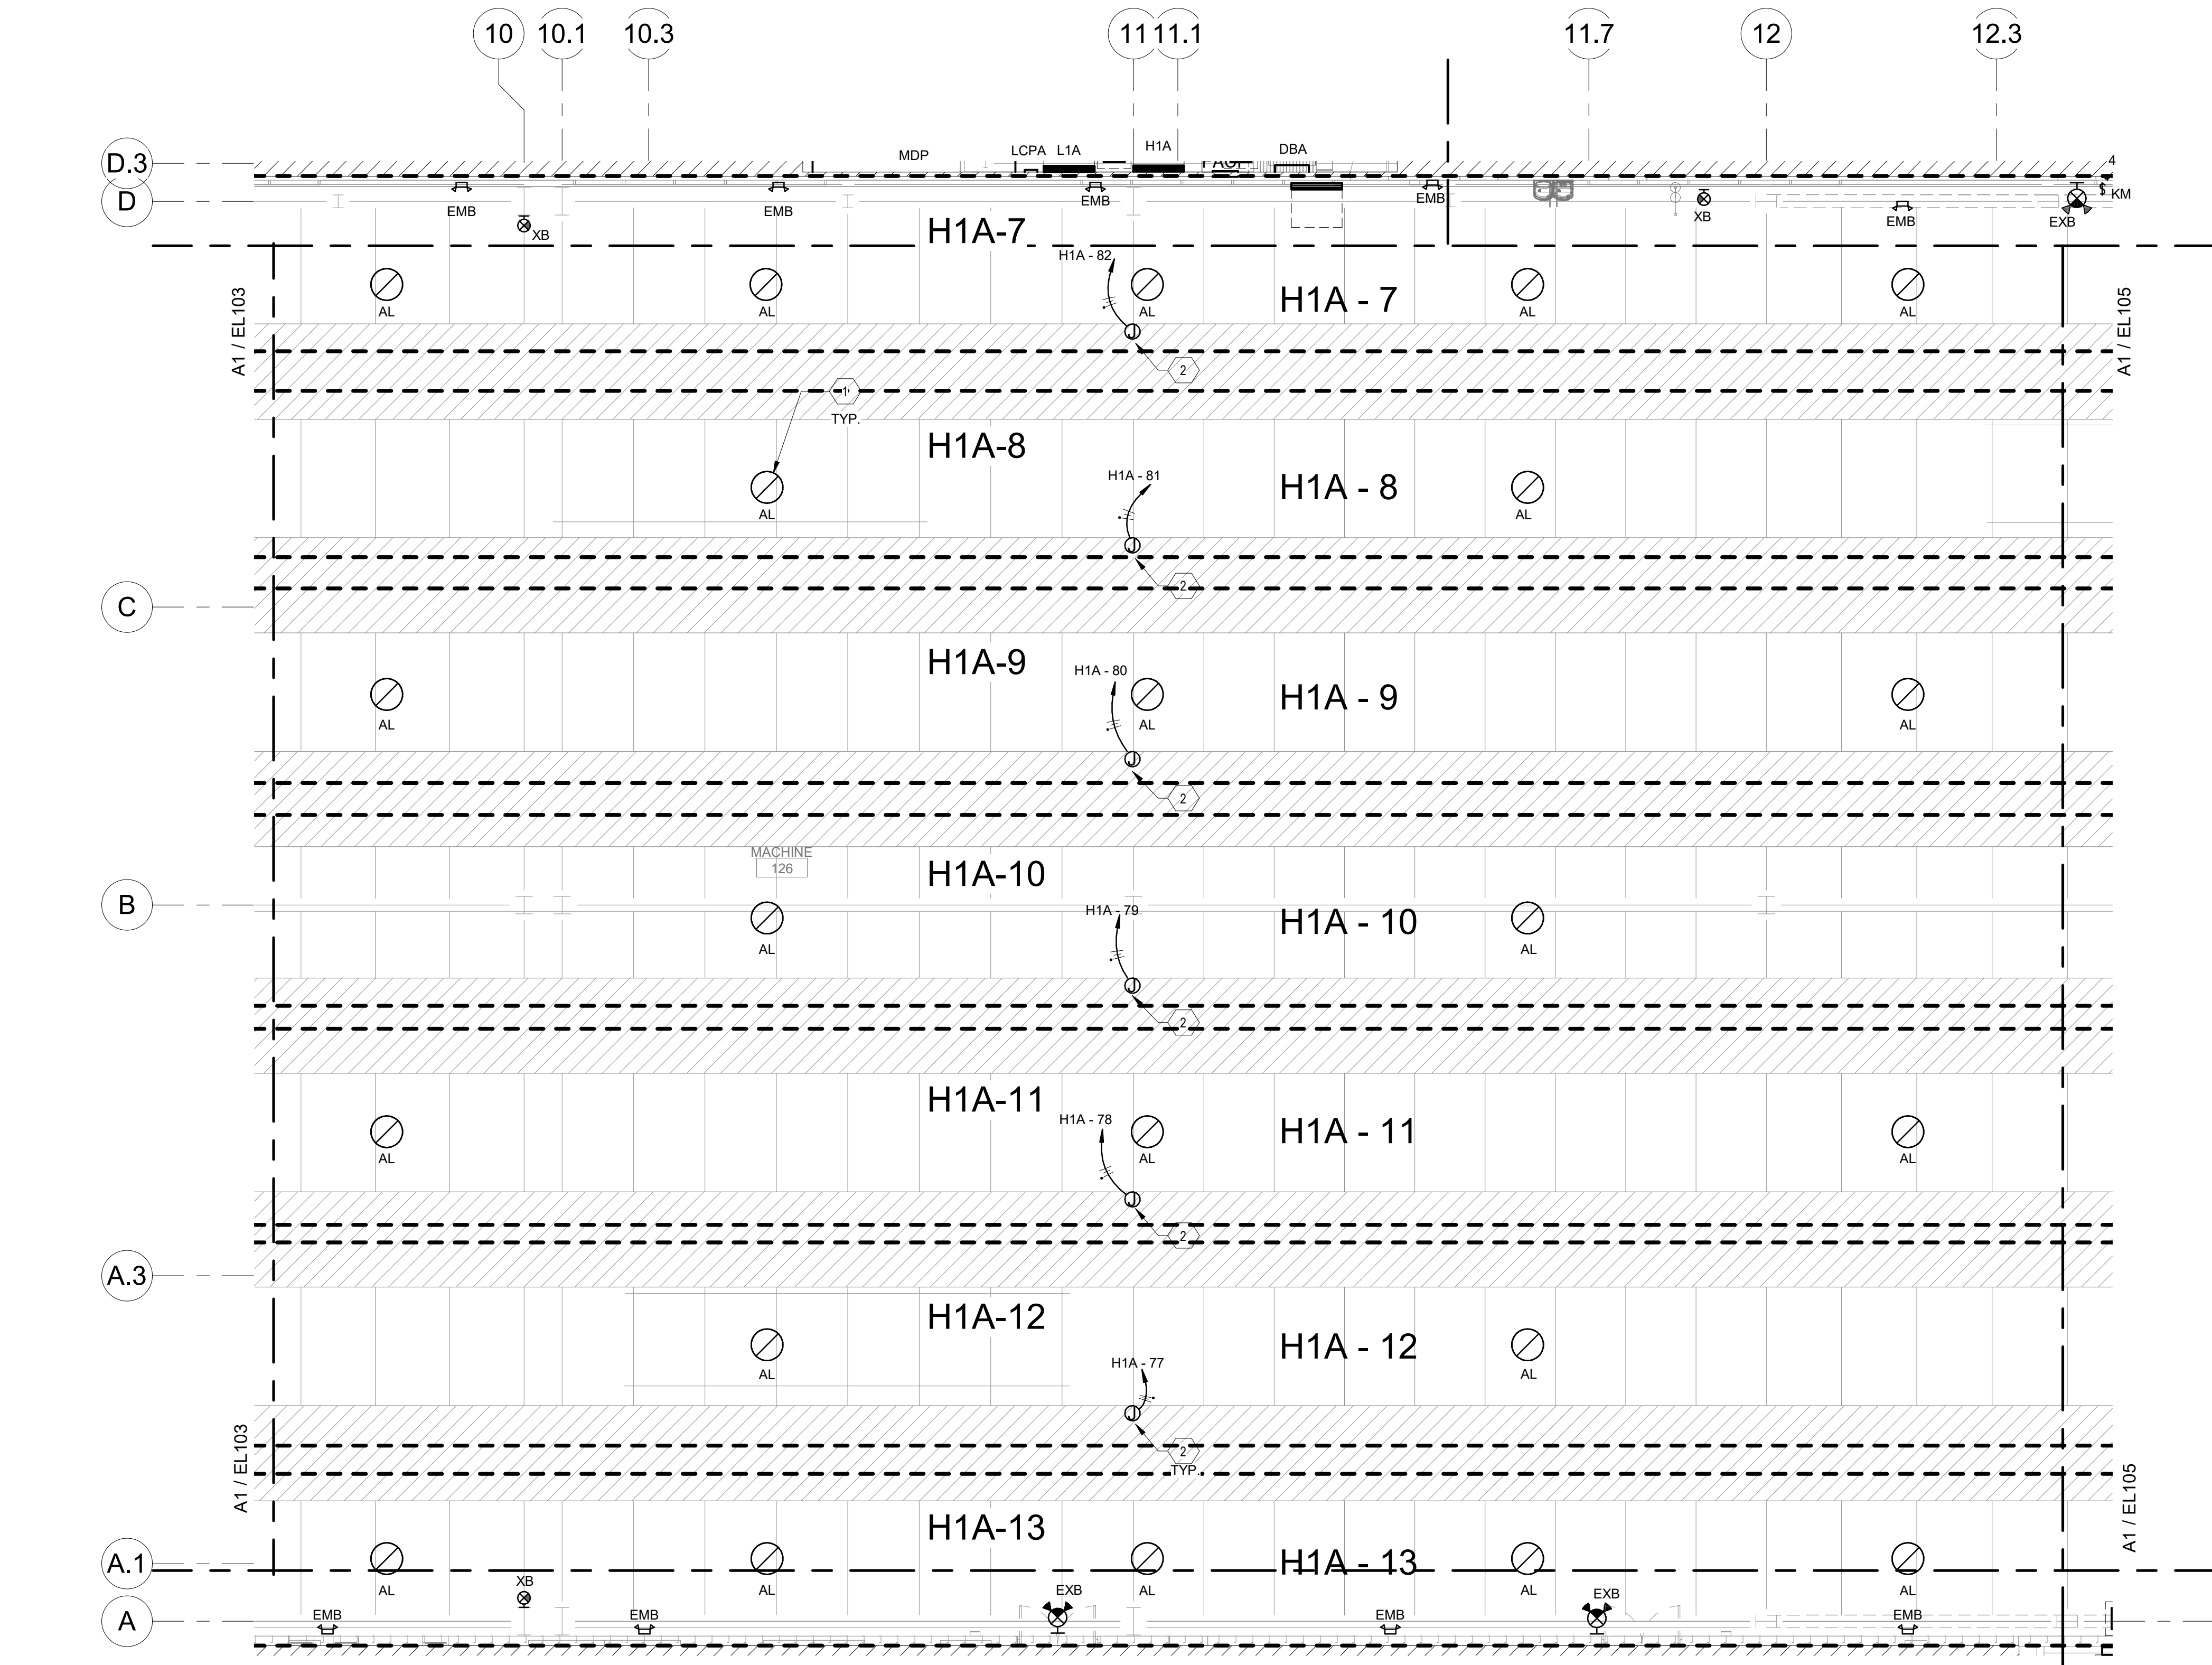 10 10.1 10.3 11 11.1 11.7 12 12.3
D.3 MDP LCPA L1A H1A DBA 4
D EMB EMB EMB EMB XB EMB EXB KM
XB
H1A-7
H1A - 82
A1 / EL103
A1 / EL105
H1A - 7
AL AL AL AL AL
2
1
TYP.
H1A-8
H1A - 81
H1A - 8
AL AL
J
2
C
H1A-9
H1A - 80
H1A - 9
AL AL AL
J
2
MACHINE
126
H1A-10
B
H1A - 79
H1A - 10
AL AL
J
2
H1A-11
H1A - 78
H1A - 11
AL AL AL
J
2
A.3
H1A-12
H1A - 12
H1A - 77
AL AL
J
2
TYP.
A1 / EL103
A1 / EL105
H1A-13
A.1
H1A - 13
AL AL AL AL AL
XB EXB EXB
A EMB EMB EMB EMB